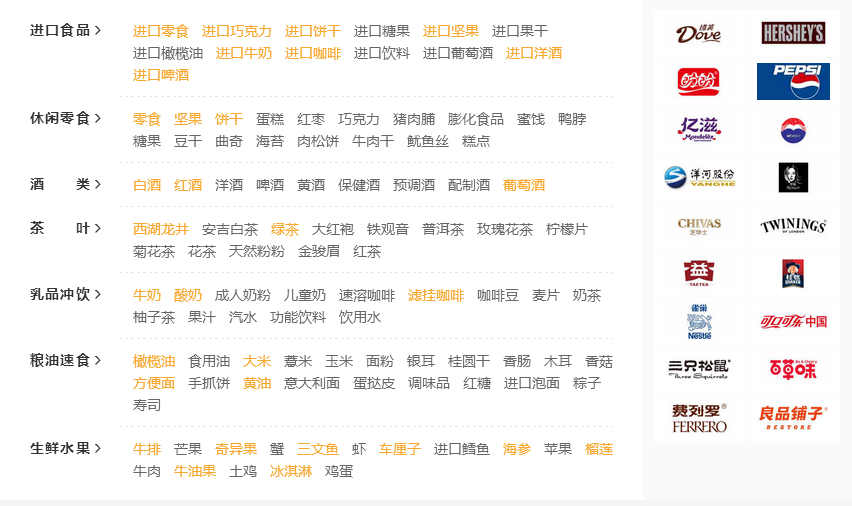 进口食品 >
进口零食 进口巧克力 进口饼干 进口糖果 进口坚果 进口果干
进口橄榄油 进口牛奶 进口咖啡 进口饮料 进口葡萄酒 进口洋酒
进口啤酒
休闲零食 >
零食 坚果 饼干 蛋糕 红枣 巧克力 猪肉脯 膨化食品 蜜饯 鸭脖
糖果 豆干 曲奇 海苔 肉松饼 牛肉干 鱿鱼丝 糕点
酒 类 >
白酒 红酒 洋酒 啤酒 黄酒 保健酒 预调酒 配制酒 葡萄酒
茶 叶 >
西湖龙井 安吉白茶 绿茶 大红袍 铁观音 普洱茶 玫瑰花茶 柠檬片
菊花茶 花茶 天然粉粉 金骏眉 红茶
乳品冲饮 >
牛奶 酸奶 成人奶粉 儿童奶 速溶咖啡 滤挂咖啡 咖啡豆 麦片 奶茶
柚子茶 果汁 汽水 功能饮料 饮用水
粮油速食 >
橄榄油 食用油 大米 薏米 玉米 面粉 银耳 桂圆干 香肠 木耳 香菇
方便面 手抓饼 黄油 意大利面 蛋挞皮 调味品 红糖 进口泡面 粽子
寿司
生鲜水果 >
牛排 芒果 奇异果 蟹 三文鱼 虾 车厘子 进口鳕鱼 海参 苹果 榴莲
牛肉 牛油果 土鸡 冰淇淋 鸡蛋
德芙
Dove
HERSHEY'S
盼盼
PEPSI
亿滋
Mondelēz
洋河股份
YANGHE
CHIVAS
芝华士
TWININGS
OF LONDON
益
TAETEA
桂格
QUAKER
雀巢
Nestlé
可口可乐 中国
三只松鼠
Three Squirrels
Be & Cheery
百草味
费列罗
FERRERO
良品铺子
BESTORE